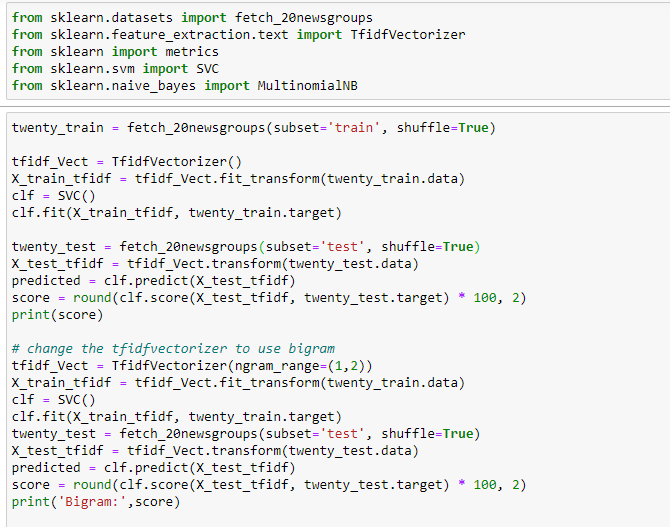 from sklearn.datasets import fetch_20newsgroups
from sklearn.feature_extraction.text import TfidfVectorizer
from sklearn import metrics
from sklearn.svm import SVC
from sklearn.naive_bayes import MultinomialNB
twenty_train = fetch_20newsgroups(subset='train', shuffle=True)
tfidf_Vect = TfidfVectorizer()
X_train_tfidf = tfidf_Vect.fit_transform(twenty_train.data)
clf = SVC()
clf.fit(X_train_tfidf, twenty_train.target)
twenty_test = fetch_20newsgroups(subset='test', shuffle=True)
X_test_tfidf = tfidf_Vect.transform(twenty_test.data)
predicted = clf.predict(X_test_tfidf)
score = round(clf.score(X_test_tfidf, twenty_test.target) * 100, 2)
print(score)
# change the tfidfvectorizer to use bigram
tfidf_Vect = TfidfVectorizer(ngram_range=(1,2))
X_train_tfidf = tfidf_Vect.fit_transform(twenty_train.data)
clf = SVC()
clf.fit(X_train_tfidf, twenty_train.target)
twenty_test = fetch_20newsgroups(subset='test', shuffle=True)
X_test_tfidf = tfidf_Vect.transform(twenty_test.data)
predicted = clf.predict(X_test_tfidf)
score = round(clf.score(X_test_tfidf, twenty_test.target) * 100, 2)
print('Bigram:',score)